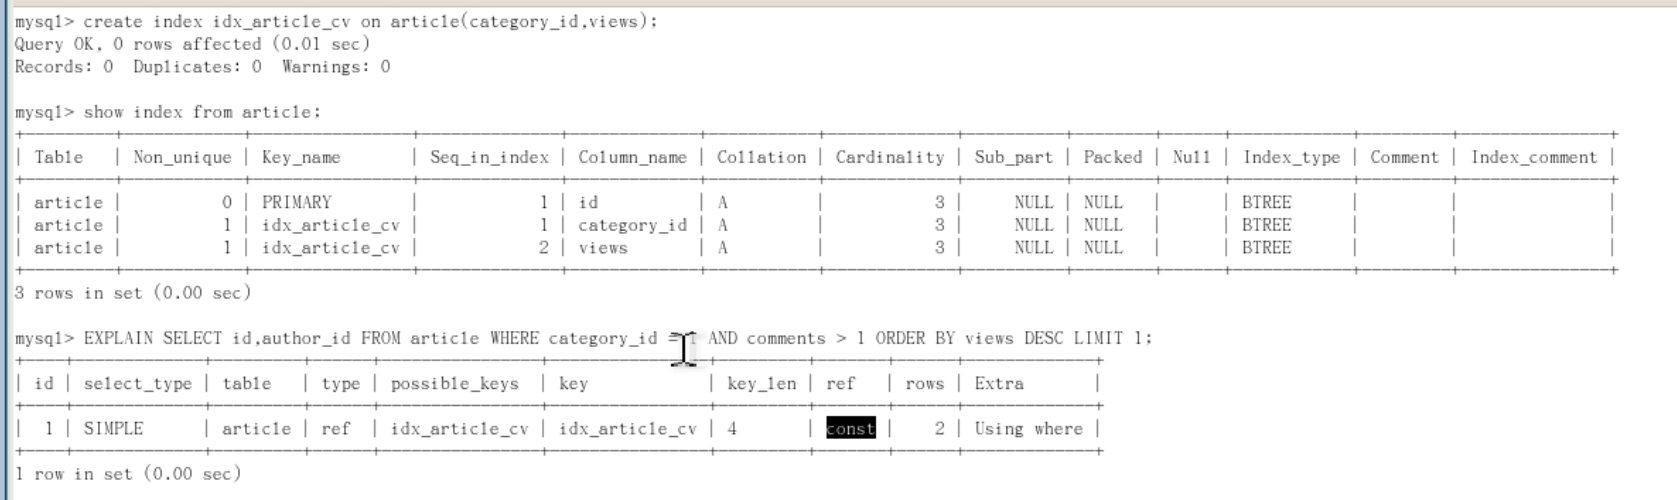 mysql> create index idx_article_cv on article(category_id,views);
Query OK, 0 rows affected (0.01 sec)
Records: 0  Duplicates: 0  Warnings: 0
mysql> show index from article;
| Table | Non_unique | Key_name | Seq_in_index | Column_name | Collation | Cardinality | Sub_part | Packed | Null | Index_type | Comment | Index_comment |
| article | 0 | PRIMARY | 1 | id | A | 3 | NULL | NULL | | BTREE | | |
| article | 1 | idx_article_cv | 1 | category_id | A | 3 | NULL | NULL | | BTREE | | |
| article | 1 | idx_article_cv | 2 | views | A | 3 | NULL | NULL | | BTREE | | |
3 rows in set (0.00 sec)
mysql> EXPLAIN SELECT id,author_id FROM article WHERE category_id = 1 AND comments > 1 ORDER BY views DESC LIMIT 1;
| id | select_type | table | type | possible_keys | key | key_len | ref | rows | Extra |
| 1 | SIMPLE | article | ref | idx_article_cv | idx_article_cv | 4 | const | 2 | Using where |
1 row in set (0.00 sec)